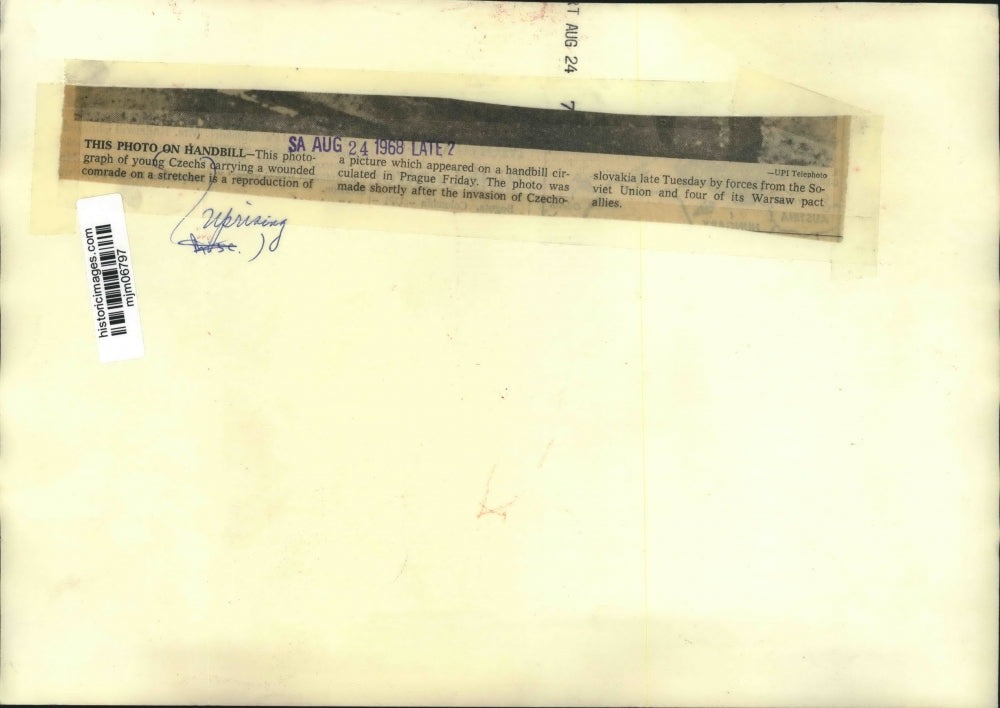 T AUG 24 7
SA AUG 24 1968 LATE 2
THIS PHOTO ON HANDBILL—This photo-
graph of young Czechs carrying a wounded
comrade on a stretcher is a reproduction of
a picture which appeared on a handbill cir-
culated in Prague Friday. The photo was
made shortly after the invasion of Czecho-
—UPI Telephoto
slovakia late Tuesday by forces from the So-
viet Union and four of its Warsaw pact
allies.
(Uprising
)
historicimages.com
mjm06797
AUSTRIA